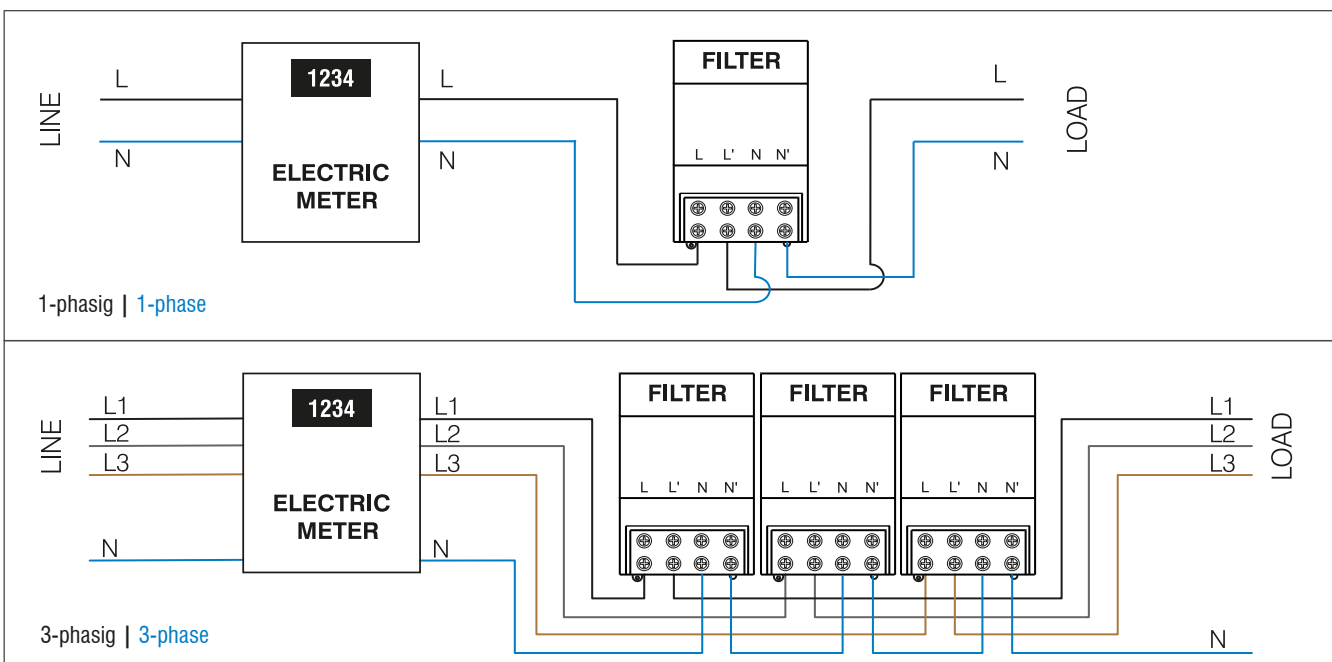 FILTER
LINE
L
N
1234
ELECTRIC
METER
L
N
L L' N N'
L
N
LOAD
1-phasig | 1-phase
LINE
L1
L2
L3
N
1234
ELECTRIC
METER
L1
L2
L3
N
FILTER
L L' N N'
FILTER
L L' N N'
FILTER
L L' N N'
L1
L2
L3
N
LOAD
3-phasig | 3-phase